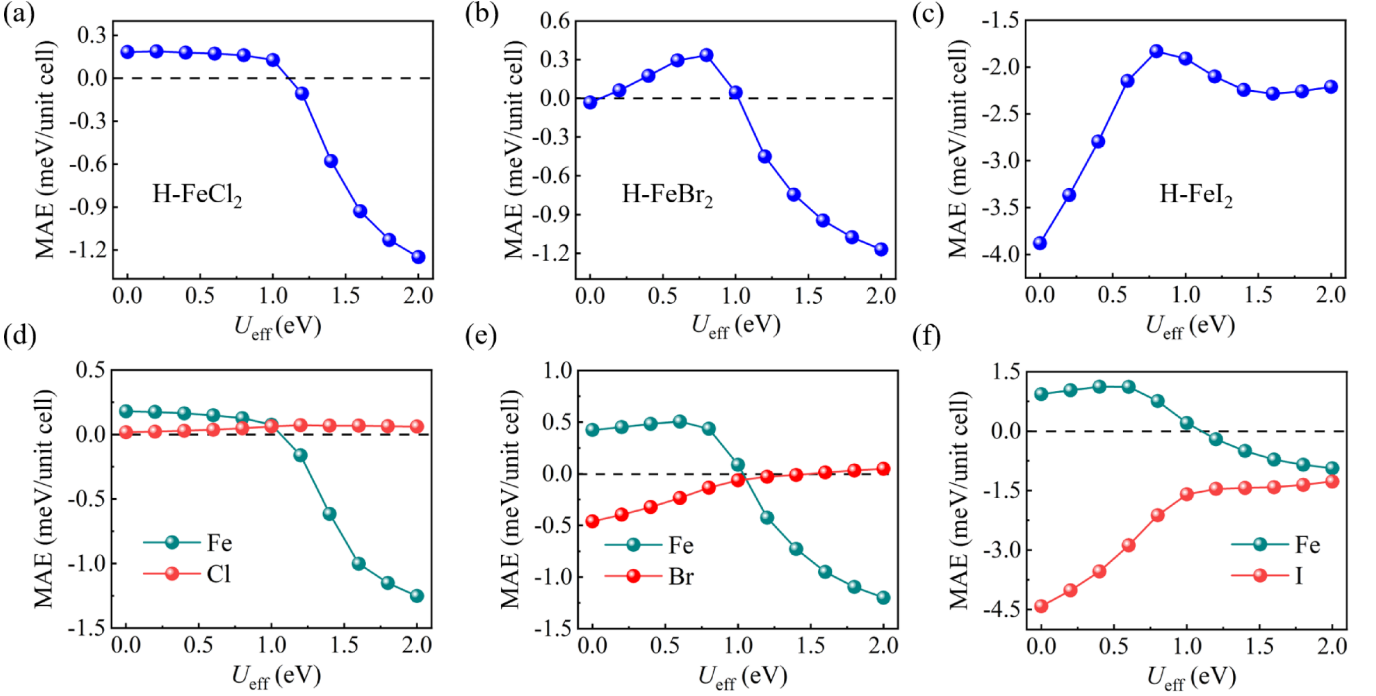 (a)
MAE (meV/unit cell)
0.3
0.0
-0.3
-0.6
-0.9
-1.2
H-FeCl₂
0.0 0.5 1.0 1.5 2.0
U_eff (eV)
(b)
MAE (meV/unit cell)
0.6
0.3
0.0
-0.3
0.6
-0.9
-1.2
H-FeBr₂
0.0 0.5 1.0 1.5 2.0
U_eff (eV)
(c)
MAE (meV/unit cell)
-1.5
-2.0
-2.5
-3.0
-3.5
-4.0
H-FeI₂
0.0 0.5 1.0 1.5 2.0
U_eff (eV)
(d)
MAE (meV/unit cell)
0.5
0.0
-0.5
-1.0
-1.5
Fe
Cl
0.0 0.5 1.0 1.5 2.0
U_eff (eV)
(e)
MAE (meV/unit cell)
1.0
0.5
0.0
-0.5
-1.0
-1.5
Fe
Br
0.0 0.5 1.0 1.5 2.0
U_eff (eV)
(f)
MAE (meV/unit cell)
1.5
0.0
-1.5
-3.0
-4.5
Fe
I
0.0 0.5 1.0 1.5 2.0
U_eff (eV)